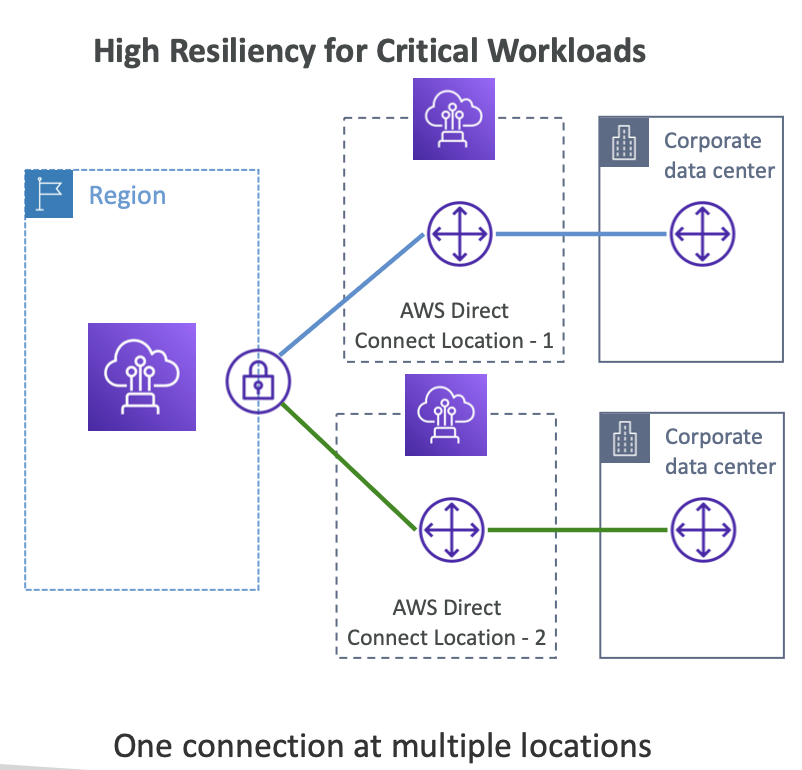 High Resiliency for Critical Workloads
Region
Corporate
data center
AWS Direct
Connect Location - 1
Corporate
data center
AWS Direct
Connect Location - 2
One connection at multiple locations